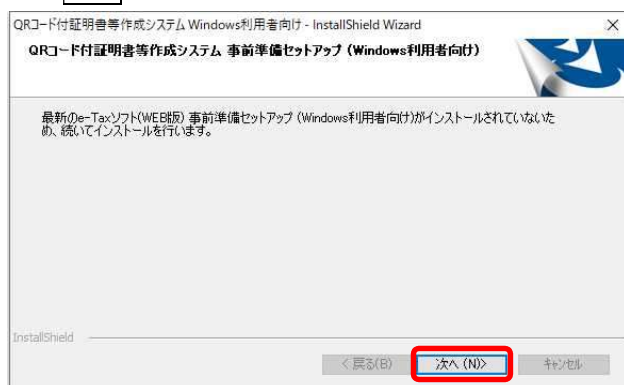 QRコード付証明書等作成システム Windows利用者向け - InstallShield Wizard
QRコード付証明書等作成システム 事前準備セットアップ (Windows利用者向け)
最新のe-Taxソフト(WEB版) 事前準備セットアップ (Windows利用者向け)がインストールされていないた
め、続いてインストールを行います。
InstallShield
< 戻る(B)
次へ (N)>
キャンセル